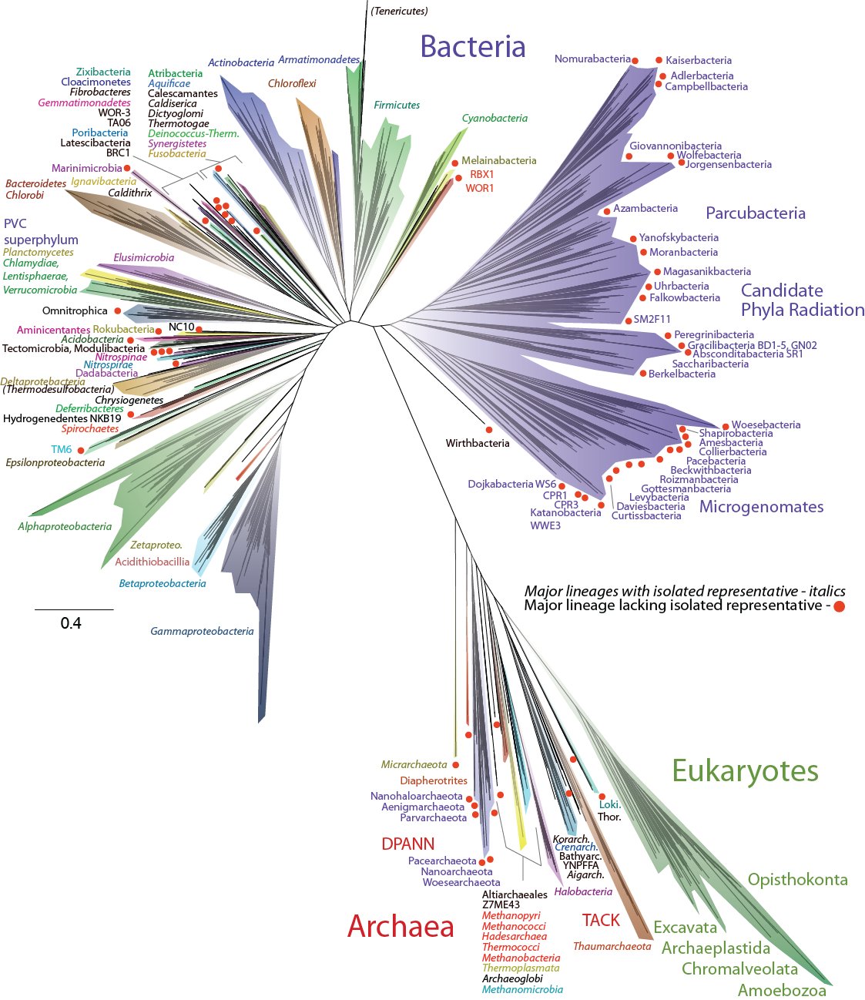 (Tenericutes)
Bacteria
Actinobacteria
Armatimonadetes
Zixibacteria
Cloacimonetes
Fibrobacteres
Gemmatimonadetes
WOR-3
TA06
Poribacteria
Latescibacteria
BRC1
Atribacteria
Aquificae
Calescamantes
Caldiserica
Dictyoglomi
Thermotogae
Deinococcus-Therm.
Synergistetes
Fusobacteria
Chloroflexi
Firmicutes
Cyanobacteria
Melainabacteria
RBX1
WOR1
Marinimicrobia
Bacteroidetes
Chlorobi
Ignavibacteria
Caldithrix
PVC
superphylum
Planctomycetes
Chlamydiae,
Lentisphaerae,
Verrucomicrobia
Elusimicrobia
Omnitrophica
Aminicentantes
Rokubacteria
NC10
Acidobacteria
Tectomicrobia, Modulibacteria
Nitrospinae
Nitrospirae
Dadabacteria
Deltaprotebacteria
(Thermodesulfobacteria)
Chrysiogenetes
Deferribacteres
Hydrogenedentes NKB19
Spirochaetes
TM6
Epsilonproteobacteria
Alphaproteobacteria
Zetaproteo.
Acidithiobacillia
Betaproteobacteria
Gammaproteobacteria
0.4
Nomurabacteria
Kaiserbacteria
Adlerbacteria
Campbellbacteria
Giovannonibacteria
Wolfebacteria
Jorgensenbacteria
Azambacteria
Parcubacteria
Yanofskybacteria
Moranbacteria
Magasanikbacteria
Uhrbacteria
Falkowbacteria
Candidate
Phyla Radiation
SM2F11
Peregrinibacteria
Gracilibacteria BD1-5, GN02
Absconditabacteria SR1
Saccharibacteria
Berkelbacteria
Woesebacteria
Shapirobacteria
Amesbacteria
Collierbacteria
Pacebacteria
Beckwithbacteria
Roizmanbacteria
Gottesmanbacteria
Levybacteria
Daviesbacteria
Curtissbacteria
Microgenomates
Wirthbacteria
Dojkabacteria WS6
CPR1
CPR3
Katanobacteria
WWE3
Major lineages with isolated representative - italics
Major lineage lacking isolated representative -
Micrarchaeota
Diapherotrites
Nanohaloarchaeota
Aenigmarchaeota
Parvarchaeota
DPANN
Pacearchaeota
Nanoarchaeota
Woesearchaeota
Archaea
Altiarchaeales
Z7ME43
Methanopyri
Methanococci
Hadesarchaea
Thermococci
Methanobacteria
Thermoplasmata
Archaeoglobi
Methanomicrobia
Halobacteria
Korarch.
Crenarch.
Bathyarc.
YNPFFA
Aigarch.
TACK
Thaumarchaeota
Loki.
Thor.
Eukaryotes
Opisthokonta
Excavata
Archaeplastida
Chromalveolata
Amoebozoa